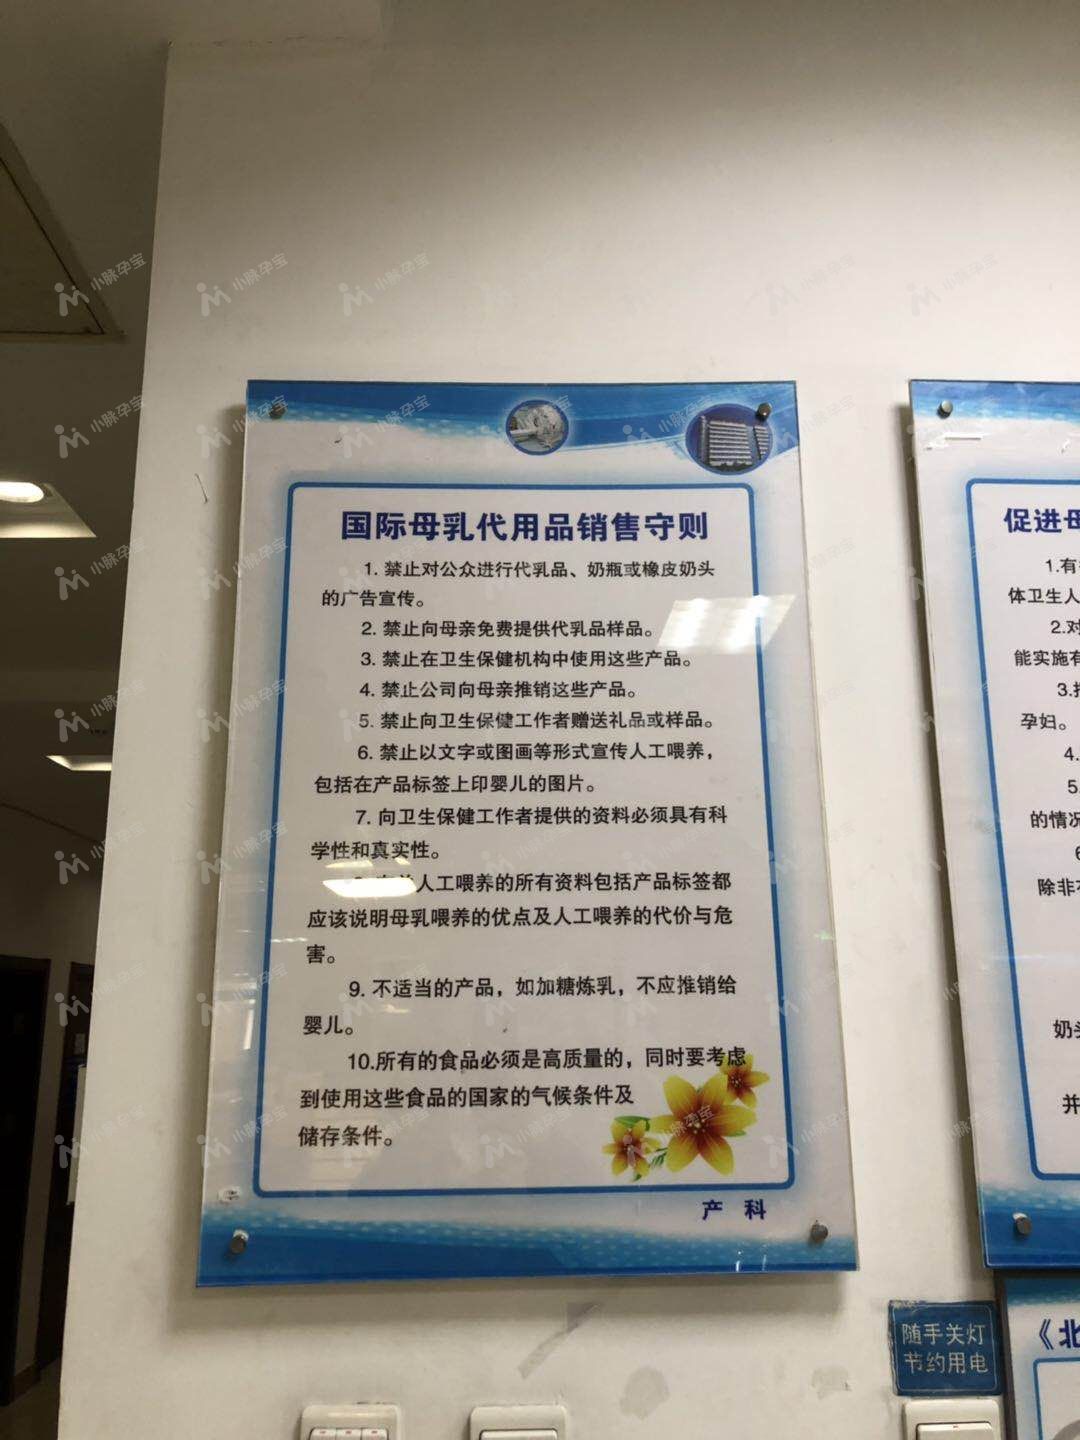 国际母乳代用品销售守则
1. 禁止对公众进行代乳品、奶瓶或橡皮奶头
的广告宣传。
2. 禁止向母亲免费提供代乳品样品。
3. 禁止在卫生保健机构中使用这些产品。
4. 禁止公司向母亲推销这些产品。
5. 禁止向卫生保健工作者赠送礼品或样品。
6. 禁止以文字或图画等形式宣传人工喂养，
包括在产品标签上印婴儿的图片。
7. 向卫生保健工作者提供的资料必须具有科
学性和真实性。
人工喂养的所有资料包括产品标签都
应该说明母乳喂养的优点及人工喂养的代价与危
害。
9. 不适当的产品，如加糖炼乳，不应推销给
婴儿。
10.所有的食品必须是高质量的，同时要考虑
到使用这些食品的国家的气候条件及
储存条件。
产 科
促进母
1.有
体卫生人
2.对
能实施有
3.
孕妇。
4.
5.
的情况
6
除非
奶头
并
《北
随手关灯
节约用电
小脉孕宝